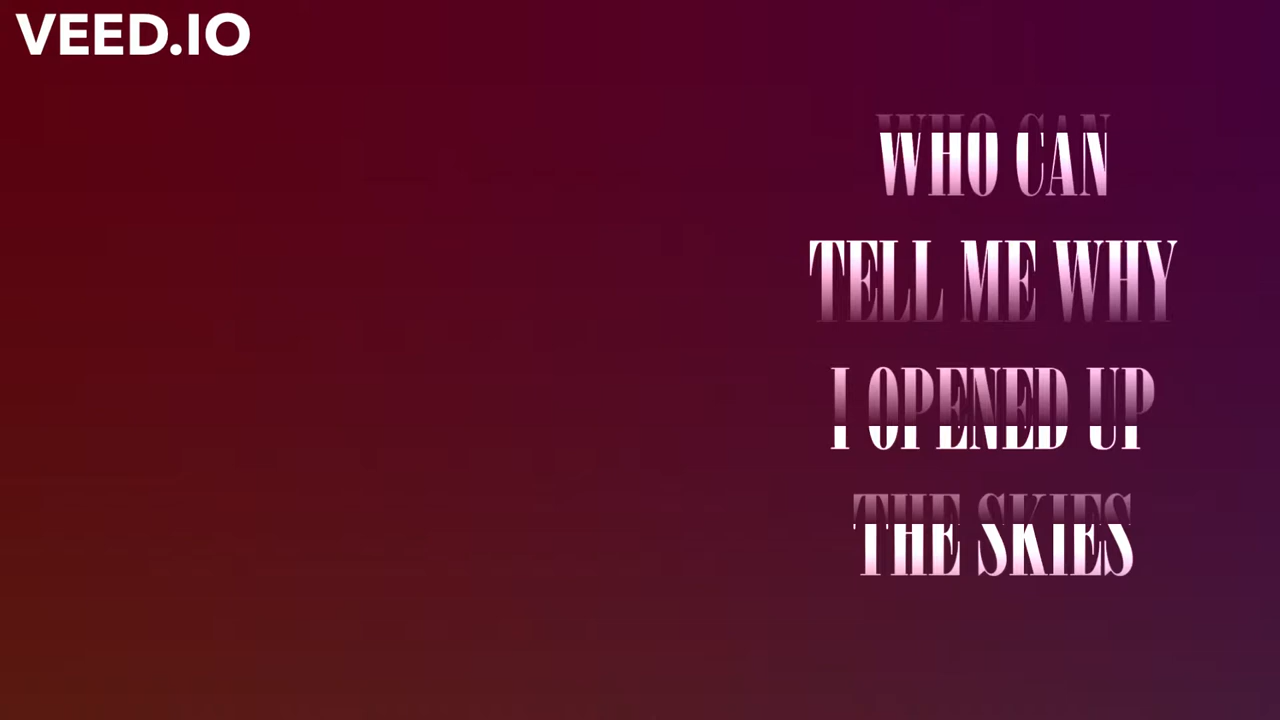 VEED.IO
WHO CAN
TELL ME WHY
I OPENED UP
THE SKIES